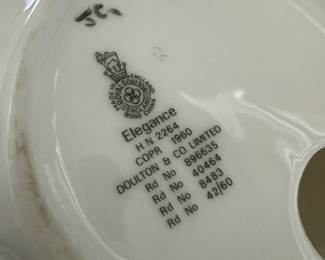 JC,
ROYAL DOULTON
ENGLAND
BONE CHINA
Elegance
H.N. 2264
COPR 1960
DOULTON & CO LIMITED
Rd No 896635
Rd No 40464
Rd No 8483
Rd No 42/60